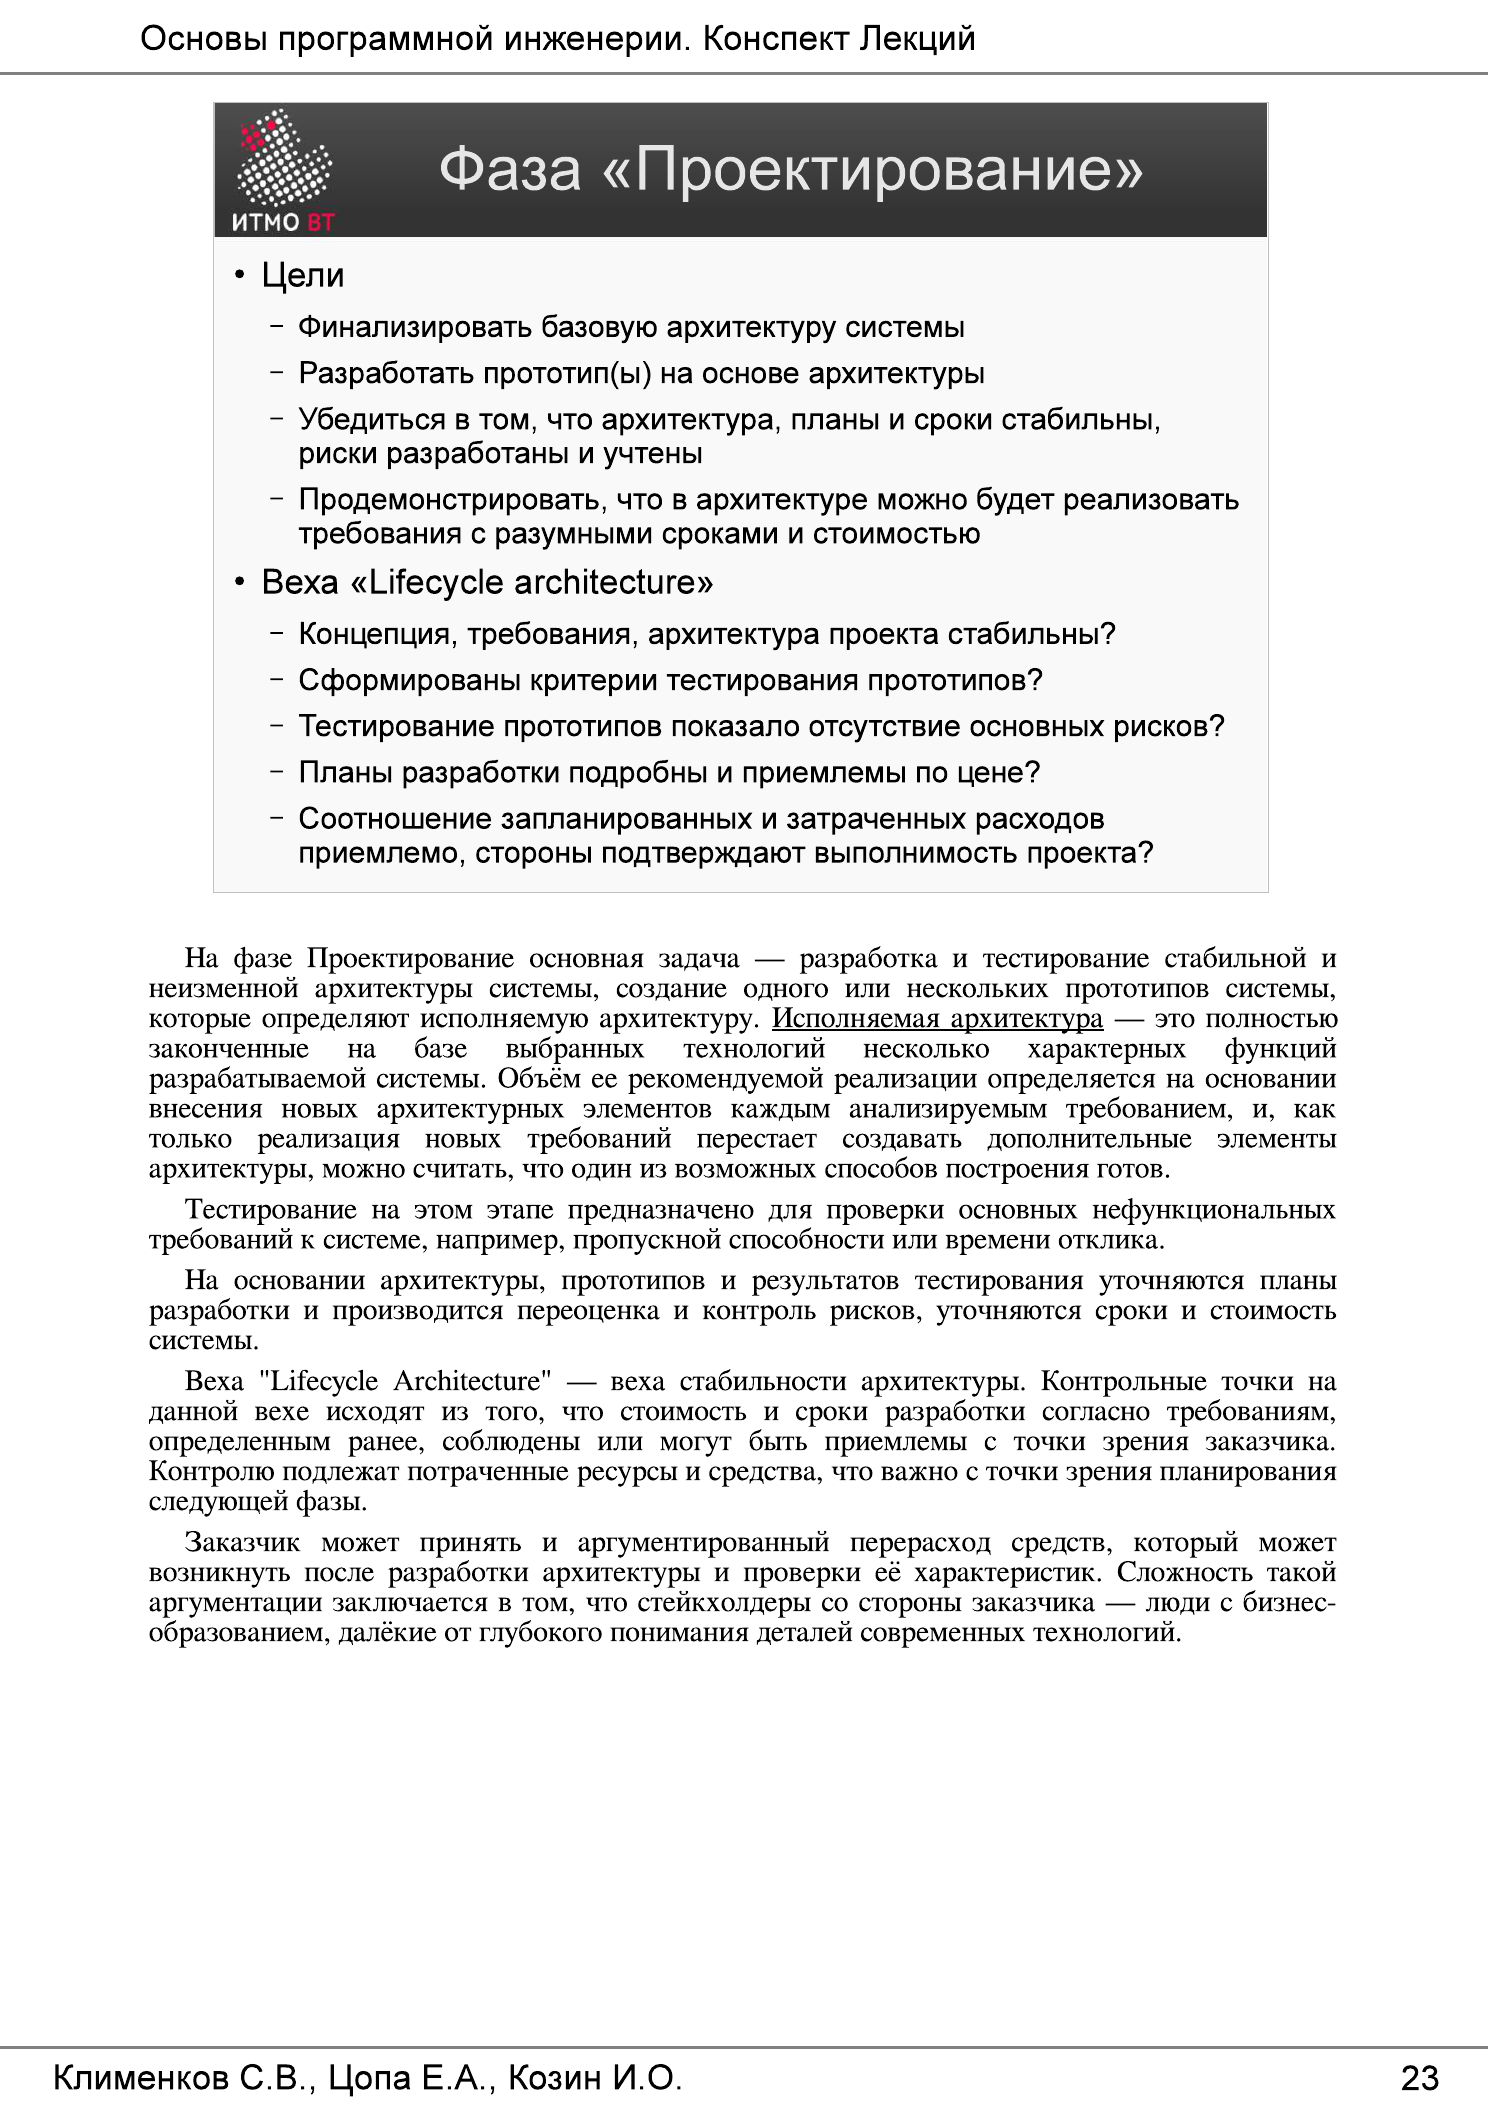 Основы программной инженерии. Конспект Лекций
ИТМО ВТ
Фаза «Проектирование»
• Цели
– Финализировать базовую архитектуру системы
– Разработать прототип(ы) на основе архитектуры
– Убедиться в том, что архитектура, планы и сроки стабильны,
риски разработаны и учтены
– Продемонстрировать, что в архитектуре можно будет реализовать
требования с разумными сроками и стоимостью
• Веха «Lifecycle architecture»
– Концепция, требования, архитектура проекта стабильны?
– Сформированы критерии тестирования прототипов?
– Тестирование прототипов показало отсутствие основных рисков?
– Планы разработки подробны и приемлемы по цене?
– Соотношение запланированных и затраченных расходов
приемлемо, стороны подтверждают выполнимость проекта?
На фазе Проектирование основная задача — разработка и тестирование стабильной и
неизменной архитектуры системы, создание одного или нескольких прототипов системы,
которые определяют исполняемую архитектуру. Исполняемая архитектура — это полностью
законченные на базе выбранных технологий несколько характерных функций
разрабатываемой системы. Объём ее рекомендуемой реализации определяется на основании
внесения новых архитектурных элементов каждым анализируемым требованием, и, как
только реализация новых требований перестает создавать дополнительные элементы
архитектуры, можно считать, что один из возможных способов построения готов.
Тестирование на этом этапе предназначено для проверки основных нефункциональных
требований к системе, например, пропускной способности или времени отклика.
На основании архитектуры, прототипов и результатов тестирования уточняются планы
разработки и производится переоценка и контроль рисков, уточняются сроки и стоимость
системы.
Веха "Lifecycle Architecture" — веха стабильности архитектуры. Контрольные точки на
данной вехе исходят из того, что стоимость и сроки разработки согласно требованиям,
определенным ранее, соблюдены или могут быть приемлемы с точки зрения заказчика.
Контролю подлежат потраченные ресурсы и средства, что важно с точки зрения планирования
следующей фазы.
Заказчик может принять и аргументированный перерасход средств, который может
возникнуть после разработки архитектуры и проверки её характеристик. Сложность такой
аргументации заключается в том, что стейкхолдеры со стороны заказчика — люди с бизнес-
образованием, далёкие от глубокого понимания деталей современных технологий.
Клименков С.В., Цопа Е.А., Козин И.О.
23